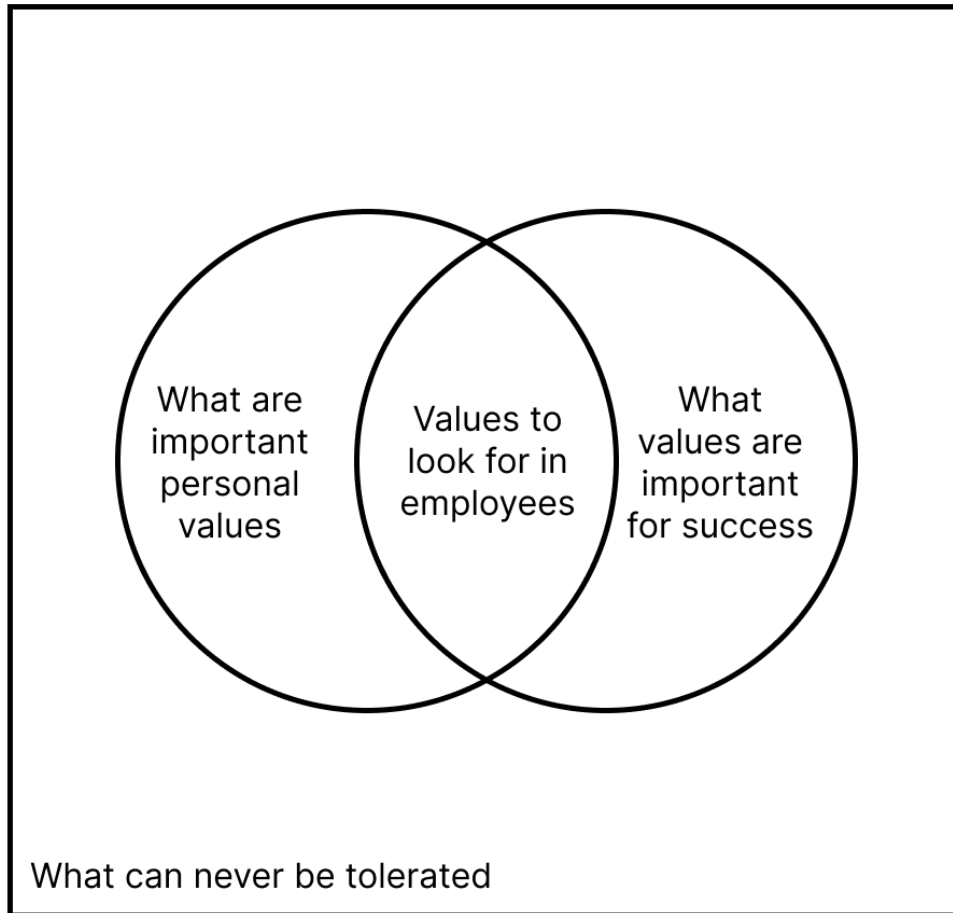 What are
important
personal
values
Values to
look for in
employees
What
values are
important
for success
What can never be tolerated